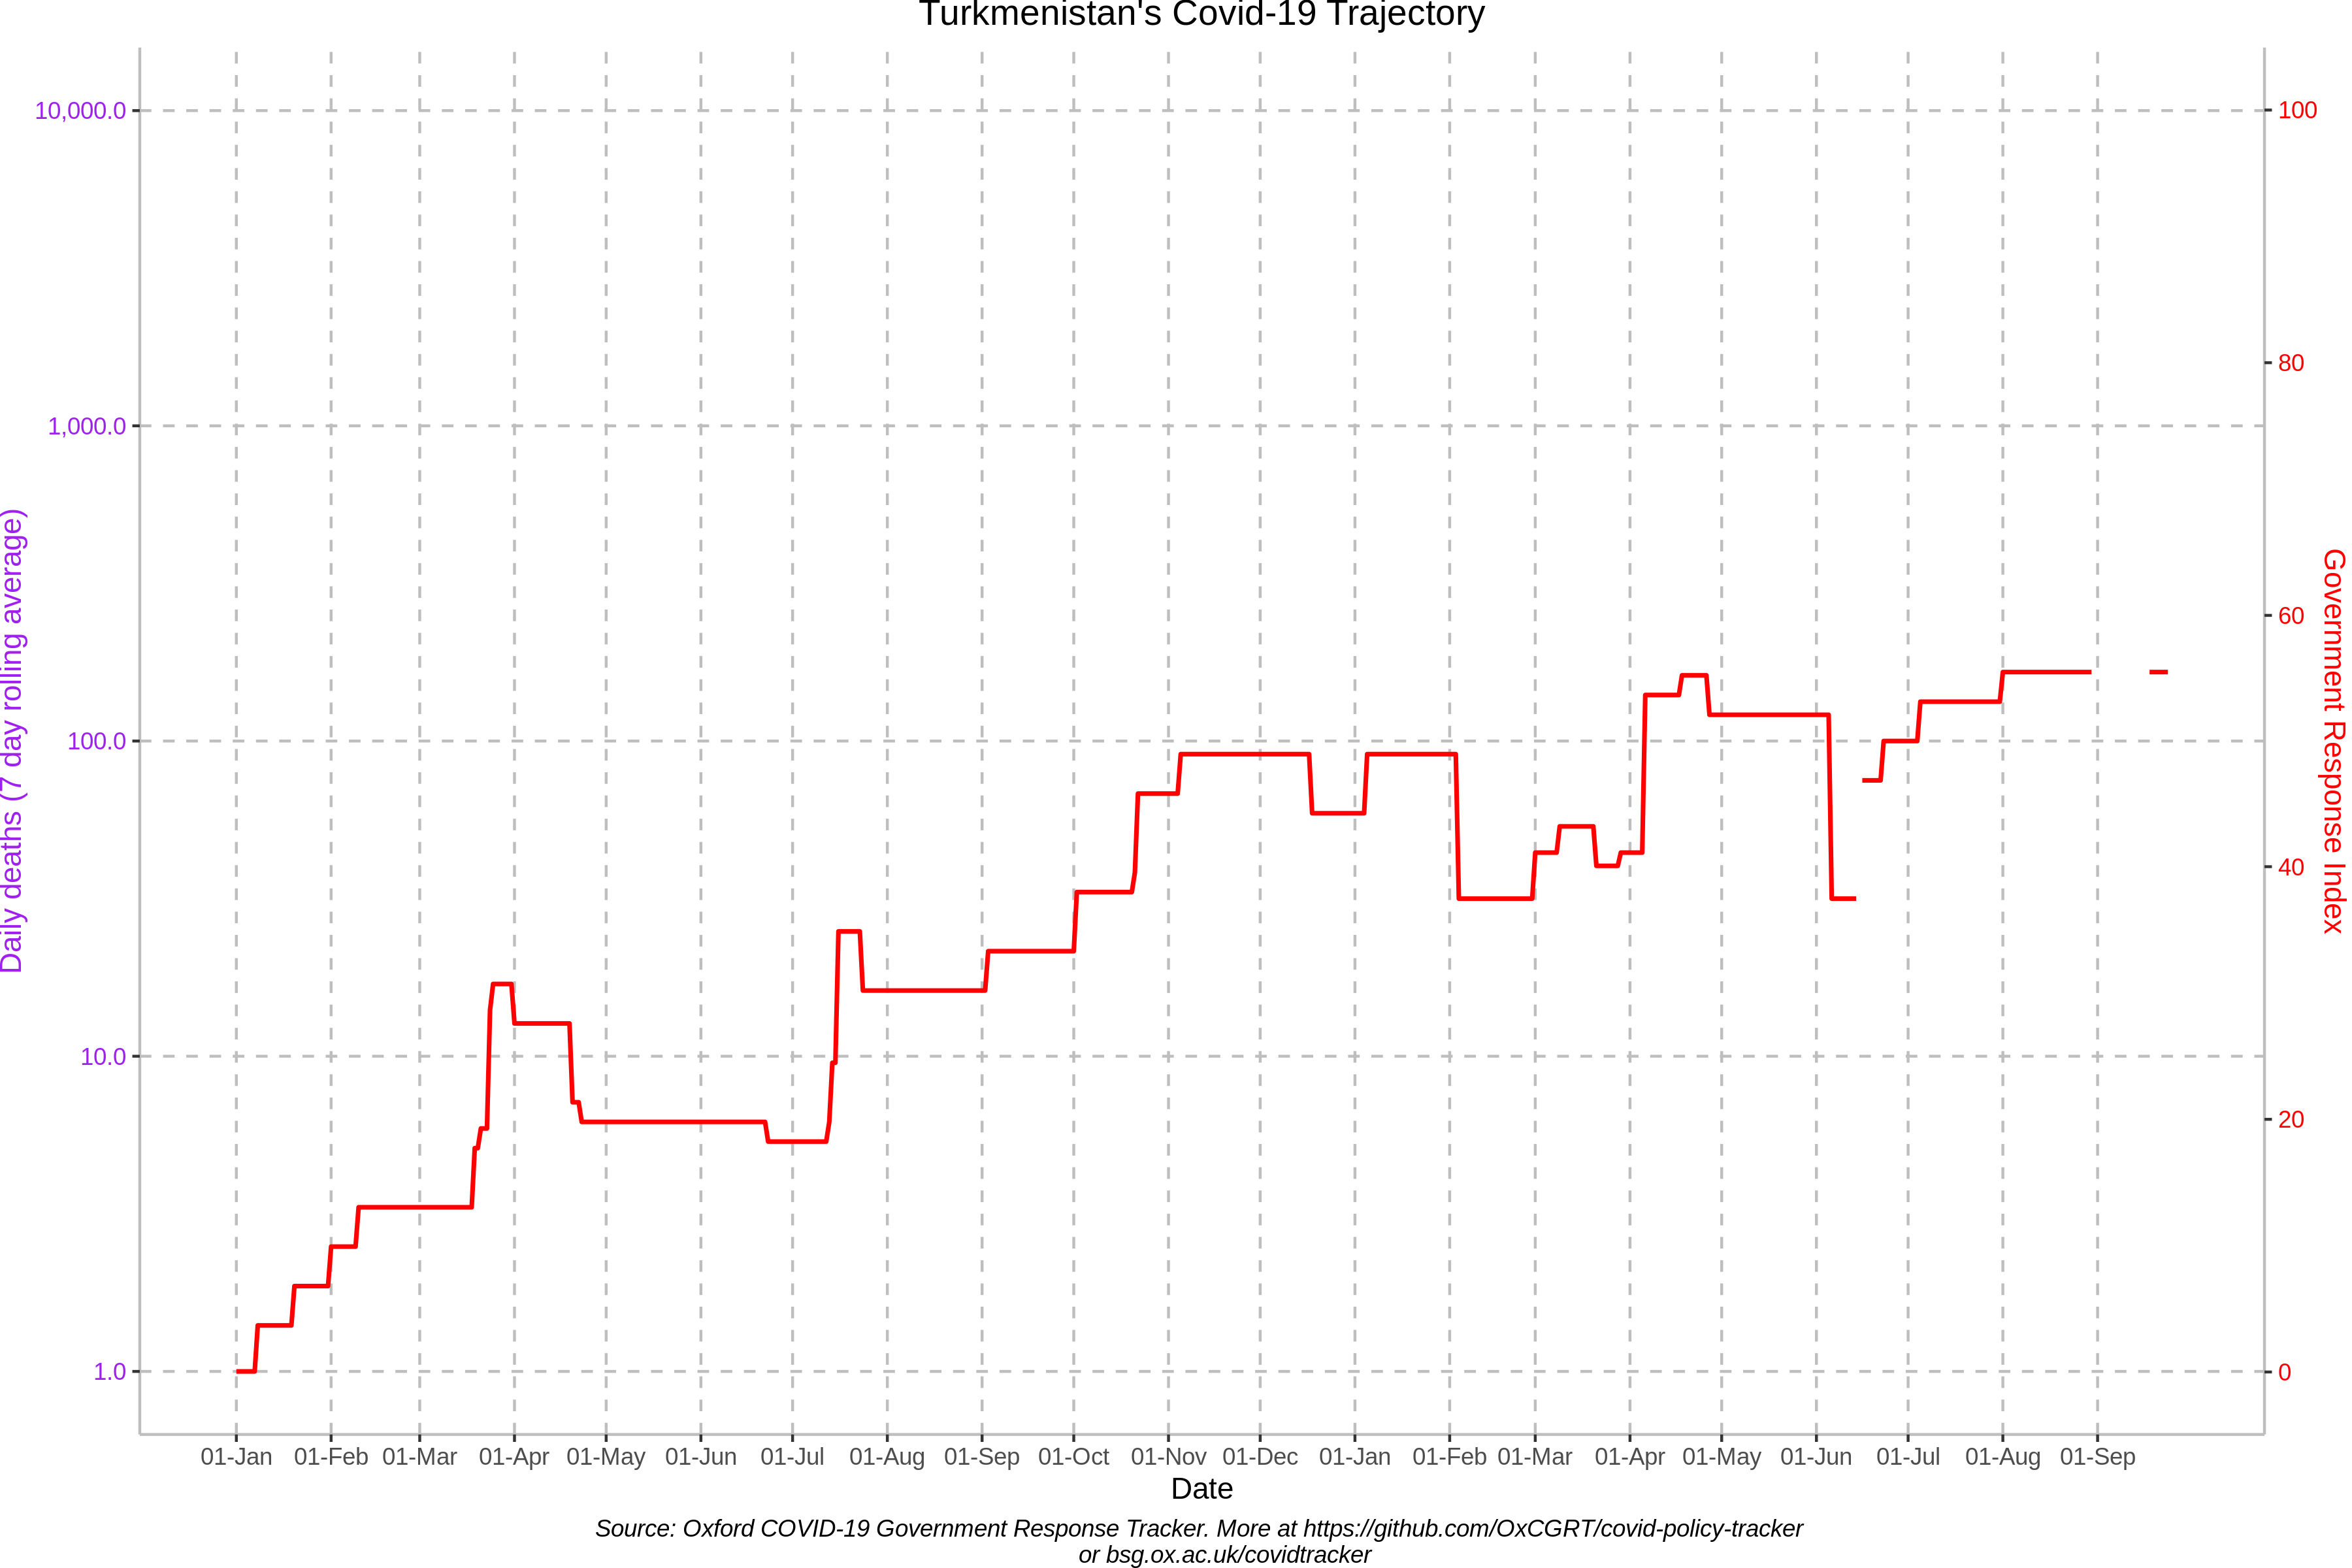 Turkmenistan's Covid-19 Trajectory
10,000.0
1,000.0
100.0
10.0
1.0
Daily deaths (7 day rolling average)
100
80
60
40
20
0
Government Response Index
01-Jan 01-Feb 01-Mar 01-Apr 01-May 01-Jun 01-Jul 01-Aug 01-Sep 01-Oct 01-Nov 01-Dec 01-Jan 01-Feb 01-Mar 01-Apr 01-May 01-Jun 01-Jul 01-Aug 01-Sep
Date
Source: Oxford COVID-19 Government Response Tracker. More at https://github.com/OxCGRT/covid-policy-tracker
or bsg.ox.ac.uk/covidtracker